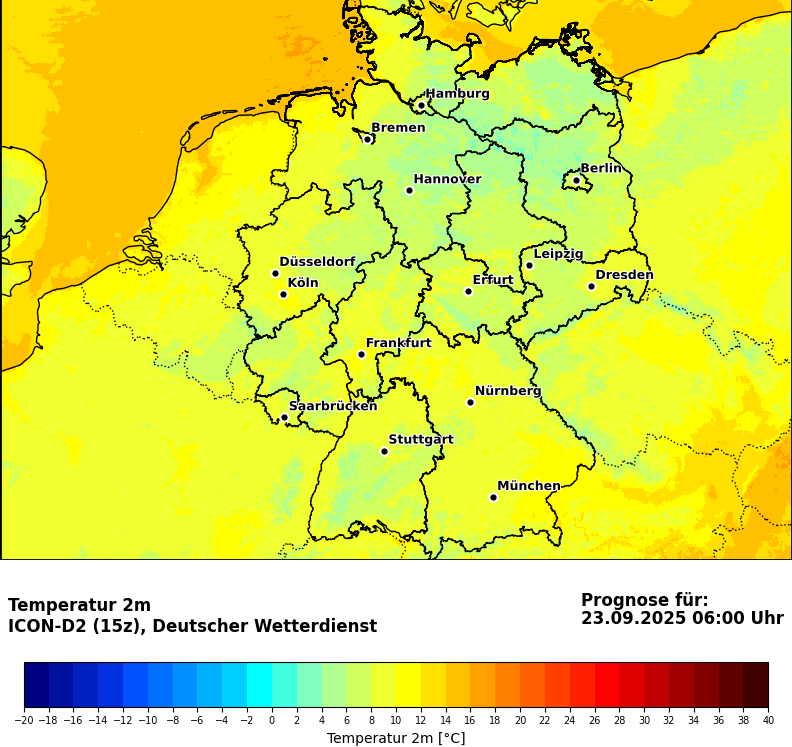 Hamburg
Bremen
Berlin
Hannover
Leipzig
Düsseldorf
Dresden
Köln
Erfurt
Frankfurt
Nürnberg
Saarbrücken
Stuttgart
München
Temperatur 2m
ICON-D2 (15z), Deutscher Wetterdienst
Prognose für:
23.09.2025 06:00 Uhr
−20 −18 −16 −14 −12 −10 −8 −6 −4 −2 0 2 4 6 8 10 12 14 16 18 20 22 24 26 28 30 32 34 36 38 40
Temperatur 2m [°C]